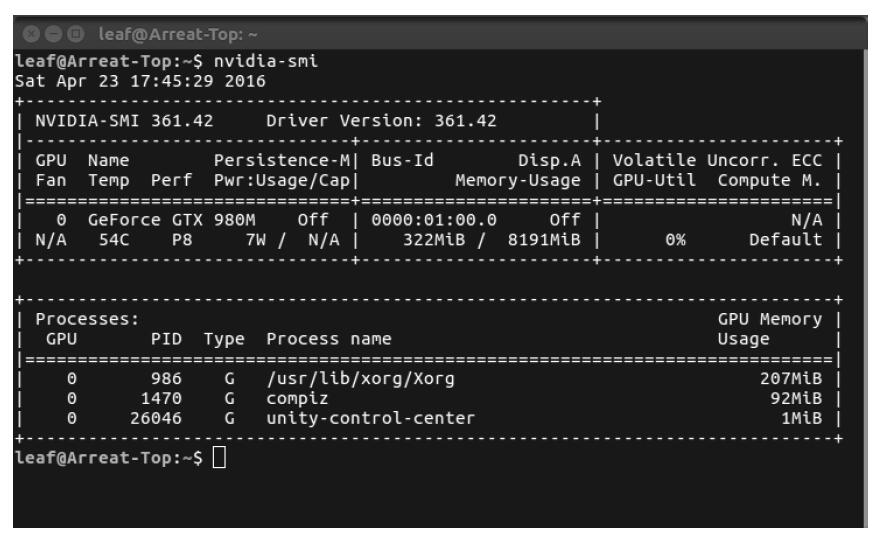 leaf@Arreat-Top: ~
leaf@Arreat-Top:~$ nvidia-smi
Sat Apr 23 17:45:29 2016
+------------------------------------------------------+
| NVIDIA-SMI 361.42     Driver Version: 361.42         |
|-------------------------------+----------------------+----------------------+
| GPU  Name        Persistence-M| Bus-Id        Disp.A | Volatile Uncorr. ECC |
| Fan  Temp  Perf  Pwr:Usage/Cap|         Memory-Usage | GPU-Util  Compute M. |
|===============================+======================+======================|
|   0  GeForce GTX 980M    Off  | 0000:01:00.0     Off |                  N/A |
| N/A   54C    P8     7W /  N/A |    322MiB /  8191MiB |      0%      Default |
+-------------------------------+----------------------+----------------------+
+-----------------------------------------------------------------------------+
| Processes:                                                       GPU Memory |
|  GPU       PID  Type  Process name                               Usage      |
|=============================================================================|
|    0       986    G   /usr/lib/xorg/Xorg                             207MiB |
|    0      1470    G   compiz                                          92MiB |
|    0     26046    G   unity-control-center                             1MiB |
+-----------------------------------------------------------------------------+
leaf@Arreat-Top:~$